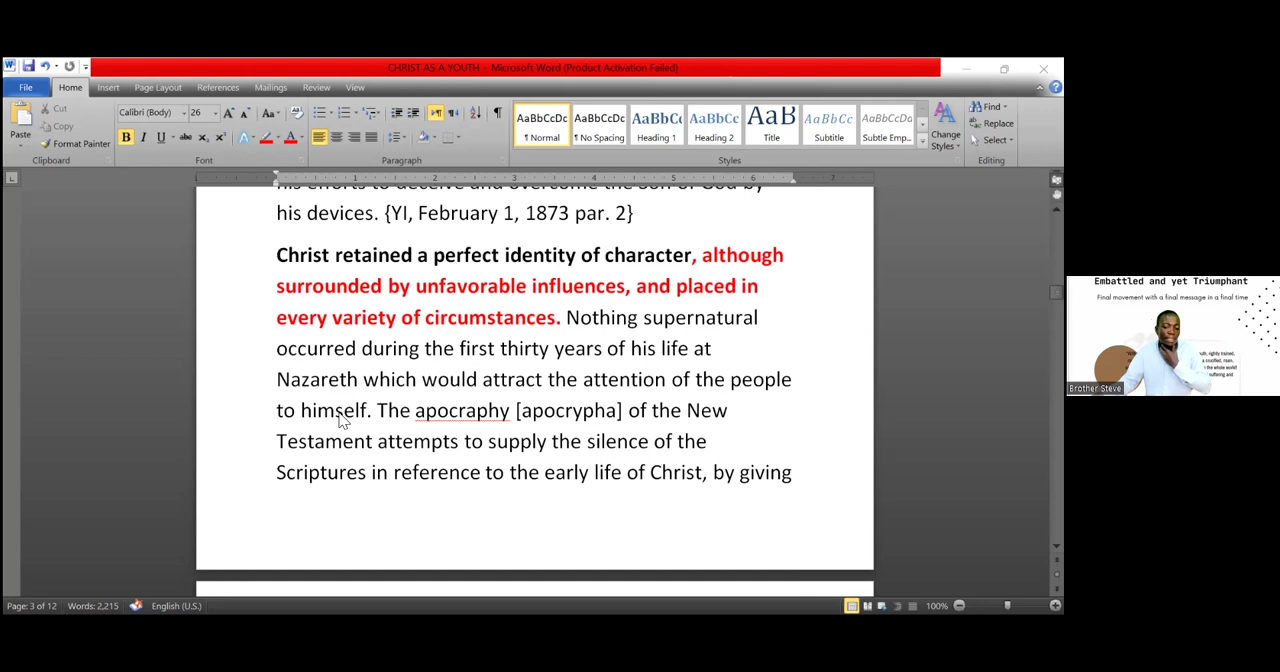 CHRIST AS A YOUTH - Microsoft Word (Product Activation Failed)
File Home Insert Page Layout References Mailings Review View
Cut
Copy
Format Painter
Paste
Clipboard
Calibri (Body) 26
Font
Paragraph
AaBbCcDc AaBbCcDc AaBbC AaBbCc AaB AaBbCc. AaBbCcDc
¶ Normal ¶ No Spacing Heading 1 Heading 2 Title Subtitle Subtle Emp...
Styles
Change
Styles
Find
Replace
Select
Editing
his efforts to deceive and overcome the Son of God by
his devices. {YI, February 1, 1873 par. 2}
Christ retained a perfect identity of character, although
surrounded by unfavorable influences, and placed in
every variety of circumstances. Nothing supernatural
occurred during the first thirty years of his life at
Nazareth which would attract the attention of the people
to himself. The apocraphy [apocrypha] of the New
Testament attempts to supply the silence of the
Scriptures in reference to the early life of Christ, by giving
Page: 3 of 12 Words: 2,215 English (U.S.) 100%
Embattled and yet Triumphant
Final movement with a final message in a final time
Brother Steve